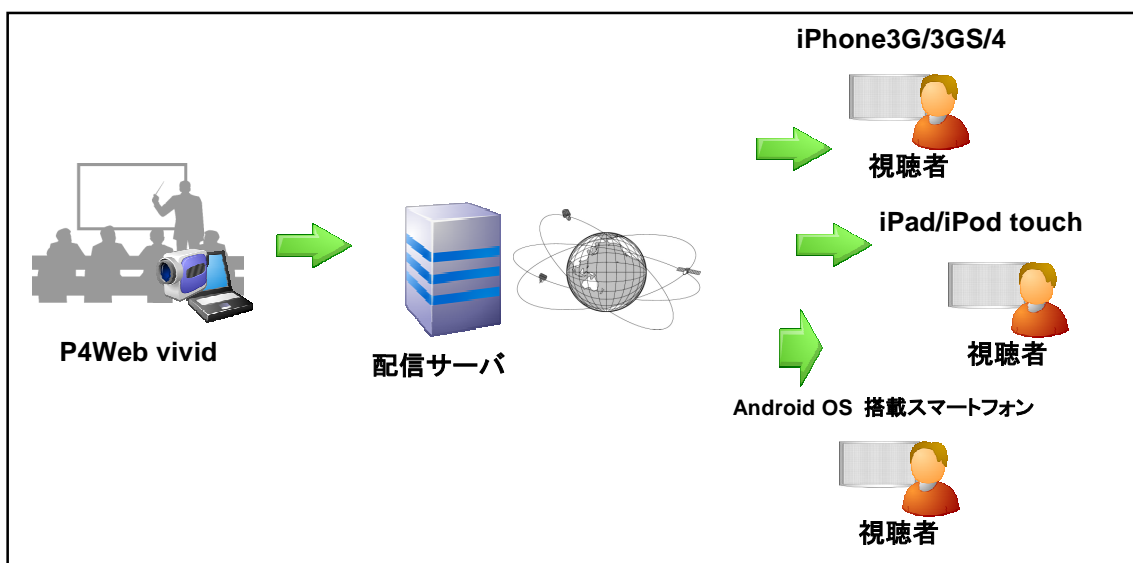 iPhone3G/3GS/4
視聴者
iPad/iPod touch
視聴者
P4Web vivid
配信サーバ
Android OS 搭載スマートフォン
視聴者